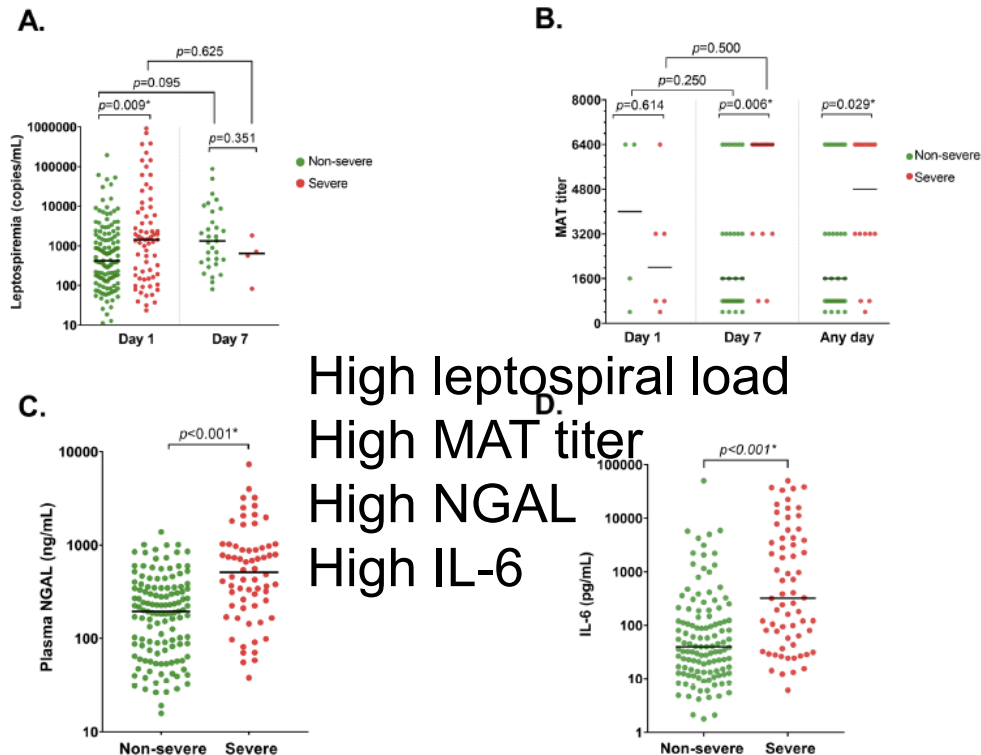 A.
p=0.625
p=0.095
p=0.009*
p=0.351
Leptospiremia (copies/mL)
1000000
100000
10000
1000
100
10
Day 1
Day 7
Non-severe
Severe
B.
p=0.500
p=0.250
p=0.614
p=0.006*
p=0.029*
MAT titer
8000
6400
4800
3200
1600
0
Day 1
Day 7
Any day
Non-severe
Severe
High leptospiral load
High MAT titer
High NGAL
High IL-6
C.
p<0.001*
Plasma NGAL (ng/mL)
10000
1000
100
10
Non-severe
Severe
D.
p<0.001*
IL-6 (pg/mL)
100000
10000
1000
100
10
1
Non-severe
Severe